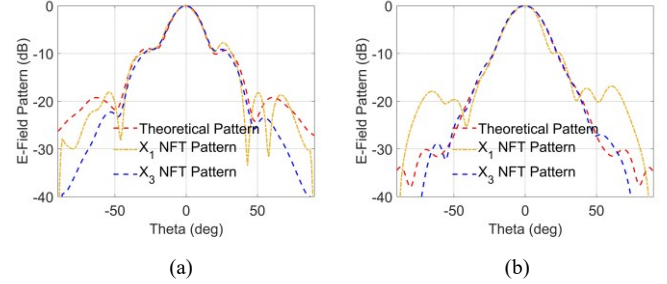 0
-10
-20
-30
-40
E-Field Pattern (dB)
Theoretical Pattern
X1 NFT Pattern
X3 NFT Pattern
-50 0 50
Theta (deg)
(a)
0
-10
-20
-30
-40
E-Field Pattern (dB)
Theoretical Pattern
X1 NFT Pattern
X3 NFT Pattern
-50 0 50
Theta (deg)
(b)